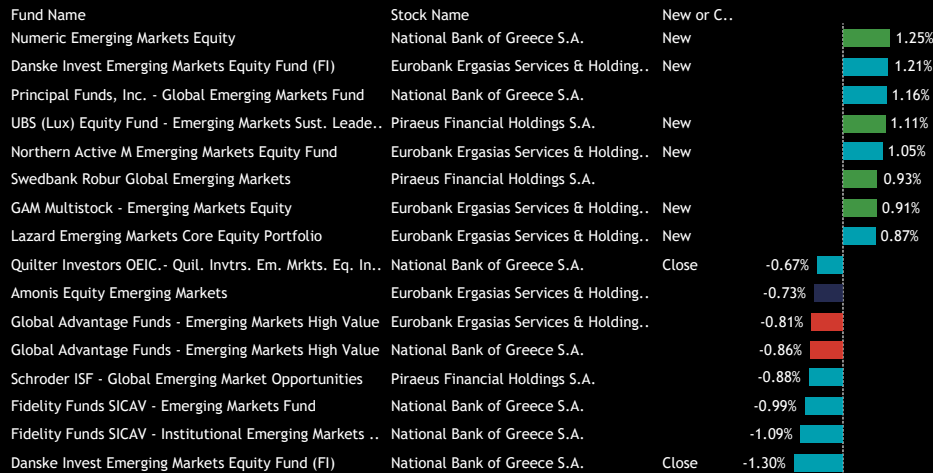 Fund Name Stock Name New or C..
Numeric Emerging Markets Equity National Bank of Greece S.A. New 1.25%
Danske Invest Emerging Markets Equity Fund (FI) Eurobank Ergasias Services & Holding.. New 1.21%
Principal Funds, Inc. - Global Emerging Markets Fund National Bank of Greece S.A. 1.16%
UBS (Lux) Equity Fund - Emerging Markets Sust. Leade.. Piraeus Financial Holdings S.A. New 1.11%
Northern Active M Emerging Markets Equity Fund Eurobank Ergasias Services & Holding.. New 1.05%
Swedbank Robur Global Emerging Markets Piraeus Financial Holdings S.A. 0.93%
GAM Multistock - Emerging Markets Equity Eurobank Ergasias Services & Holding.. New 0.91%
Lazard Emerging Markets Core Equity Portfolio Eurobank Ergasias Services & Holding.. New 0.87%
Quilter Investors OEIC.- Quil. Invtrs. Em. Mrkts. Eq. In.. National Bank of Greece S.A. Close -0.67%
Amonis Equity Emerging Markets Eurobank Ergasias Services & Holding.. -0.73%
Global Advantage Funds - Emerging Markets High Value Eurobank Ergasias Services & Holding.. -0.81%
Global Advantage Funds - Emerging Markets High Value National Bank of Greece S.A. -0.86%
Schroder ISF - Global Emerging Market Opportunities Piraeus Financial Holdings S.A. -0.88%
Fidelity Funds SICAV - Emerging Markets Fund National Bank of Greece S.A. -0.99%
Fidelity Funds SICAV - Institutional Emerging Markets .. National Bank of Greece S.A. -1.09%
Danske Invest Emerging Markets Equity Fund (FI) National Bank of Greece S.A. Close -1.30%